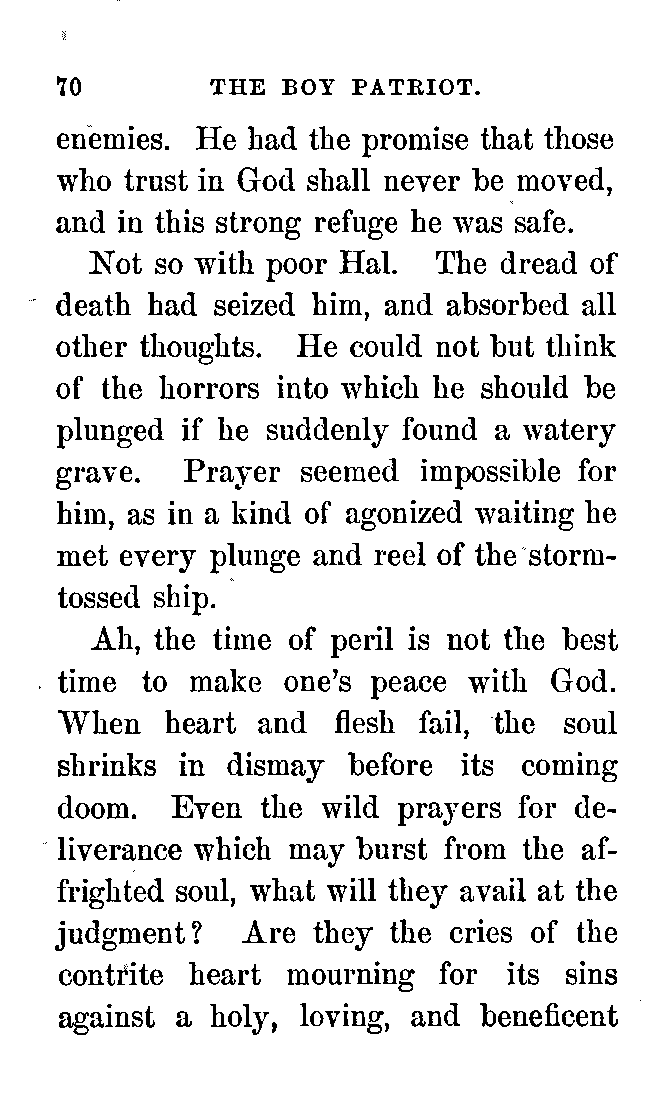 70 THE BOY PATRIOT.
enemies. He had the promise that those
who trust in God shall never be moved,
and in this strong refuge he was safe.
Not so with poor Hal. The dread of
death had seized him, and absorbed all
other thoughts. He could not but think
of the horrors into which he should be
plunged if he suddenly found a watery
grave. Prayer seemed impossible for
him, as in a kind of agonized waiting he
met every plunge and reel of the storm-
tossed ship.
Ah, the time of peril is not the best
time to make one's peace with God.
When heart and flesh fail, the soul
shrinks in dismay before its coming
doom. Even the wild prayers for de-
liverance which may burst from the af-
frighted soul, what will they avail at the
judgment? Are they the cries of the
contrite heart mourning for its sins
against a holy, loving, and beneficent